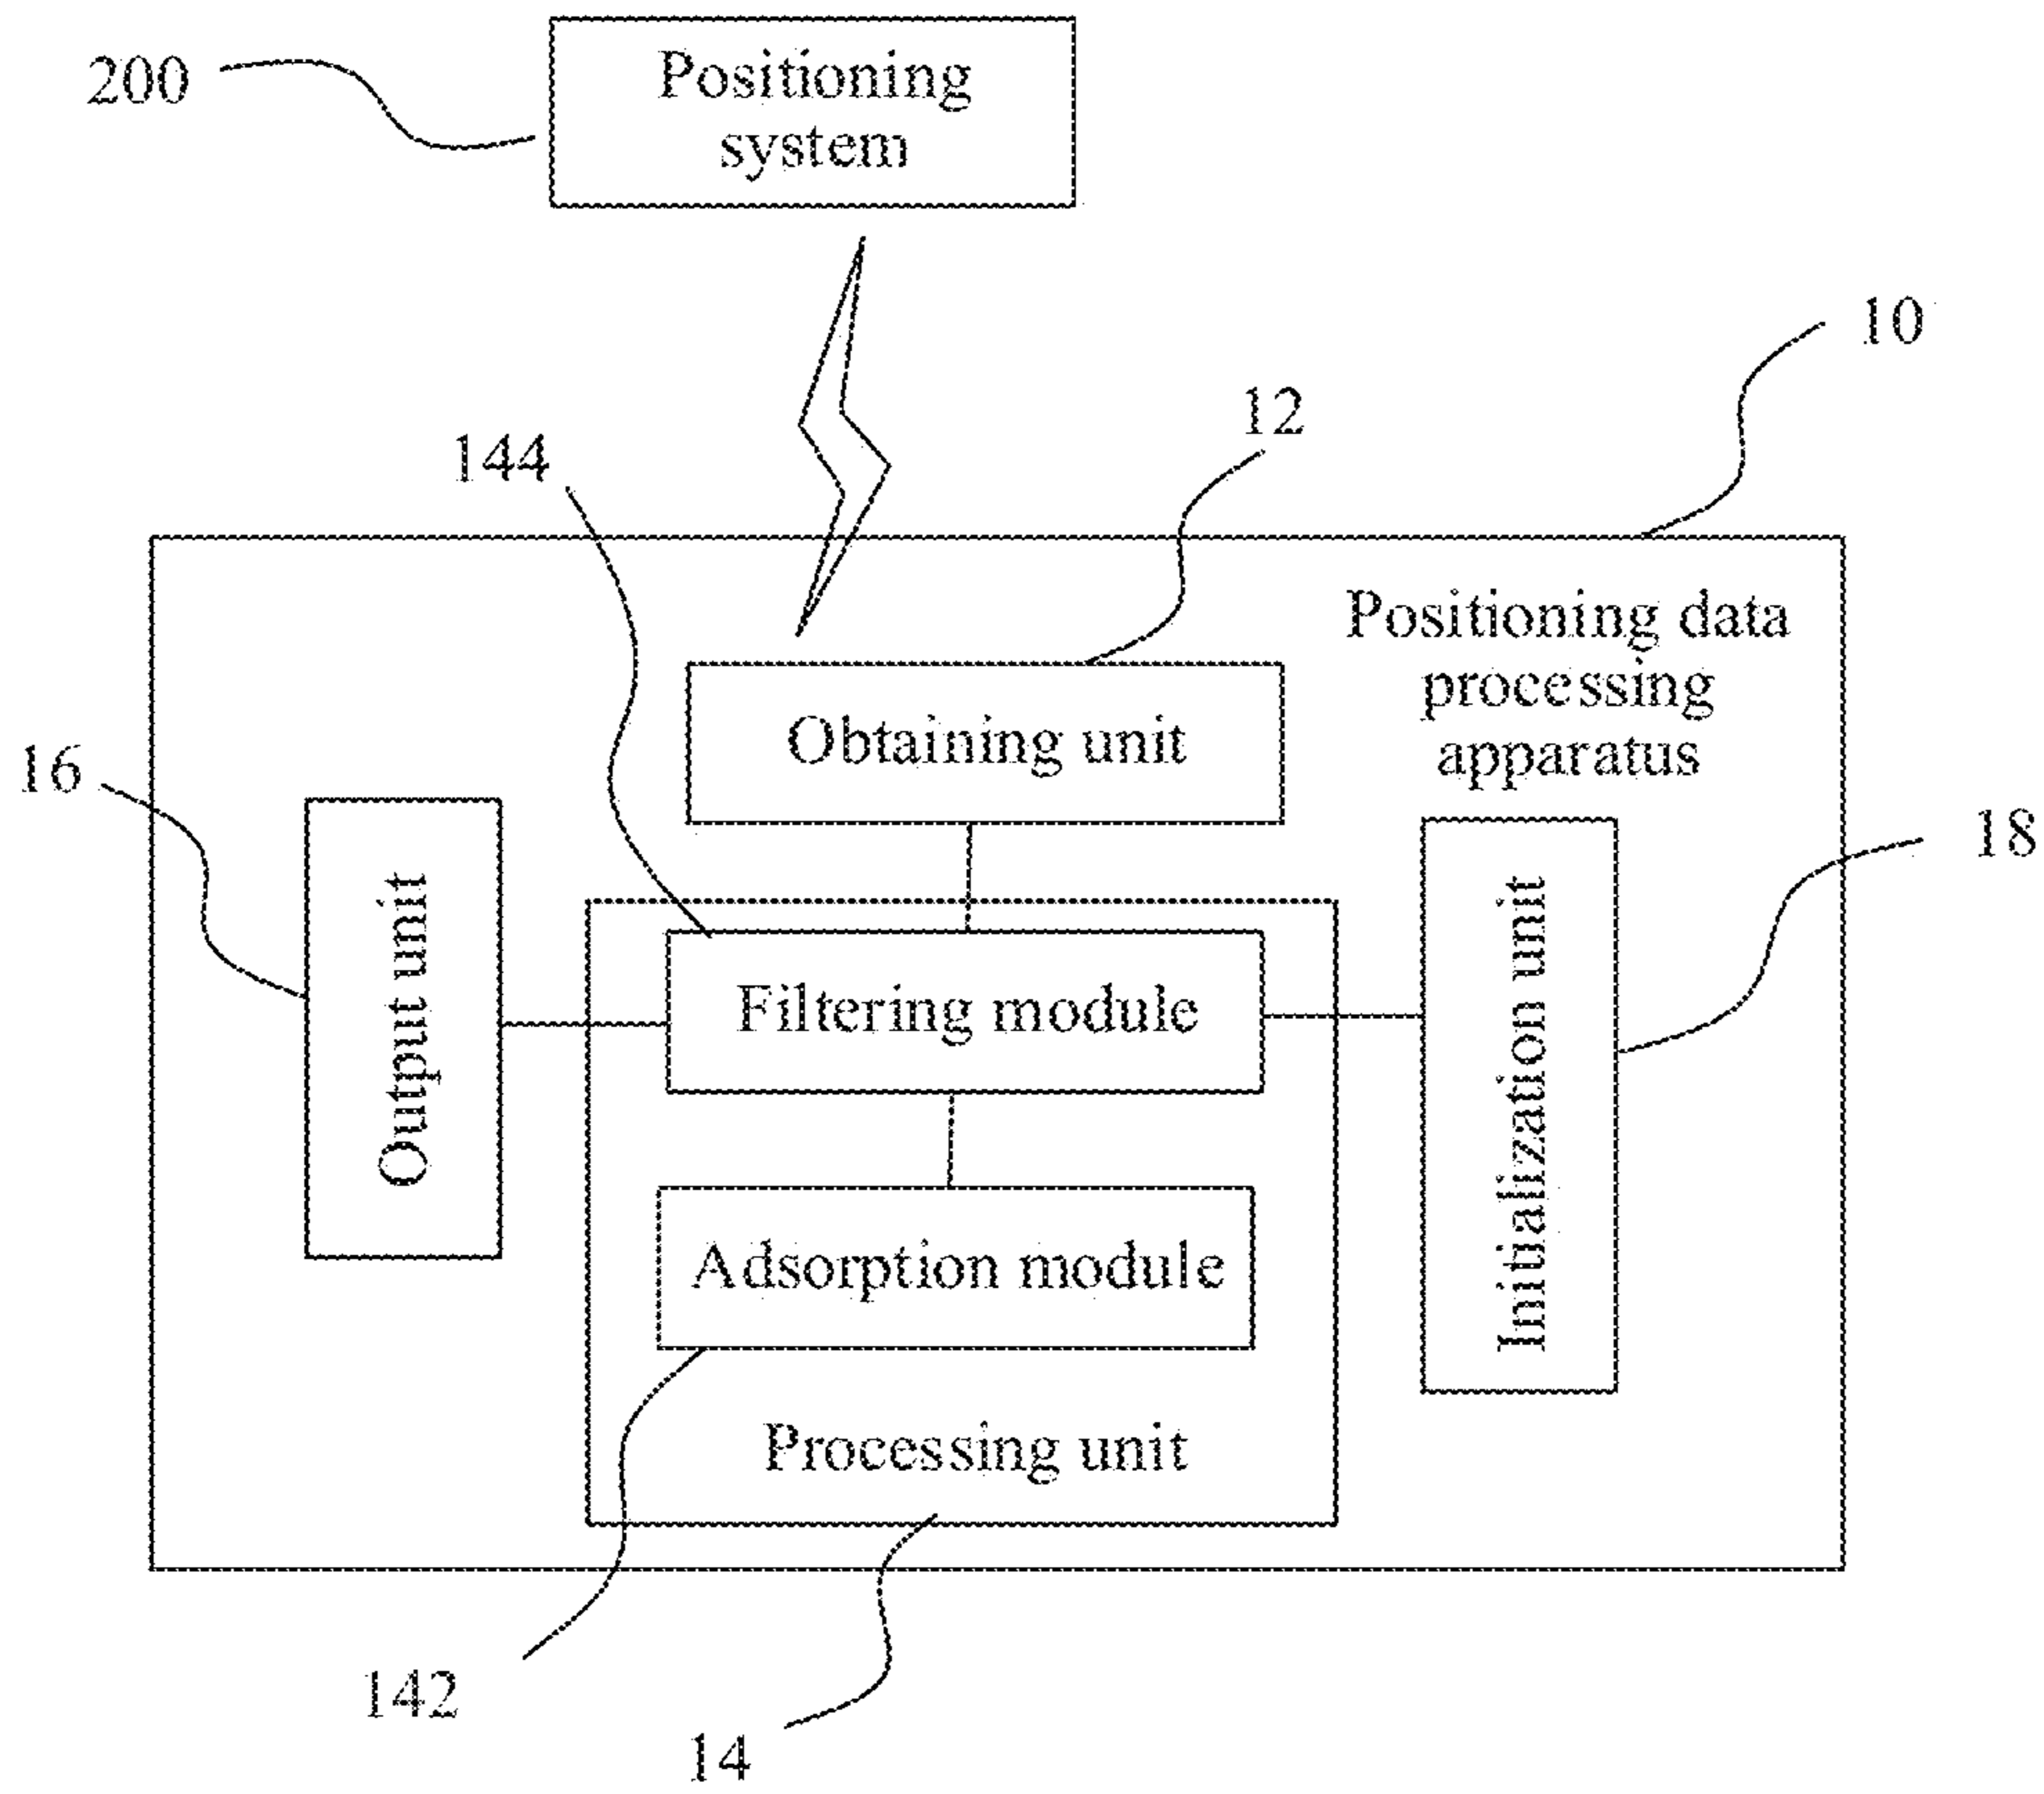 200
Positioning
system
10
12
144
Positioning data
processing
apparatus
Obtaining unit
16
18
Output unit
Filtering module
Initialization unit
Adsorption module
Processing unit
142
14